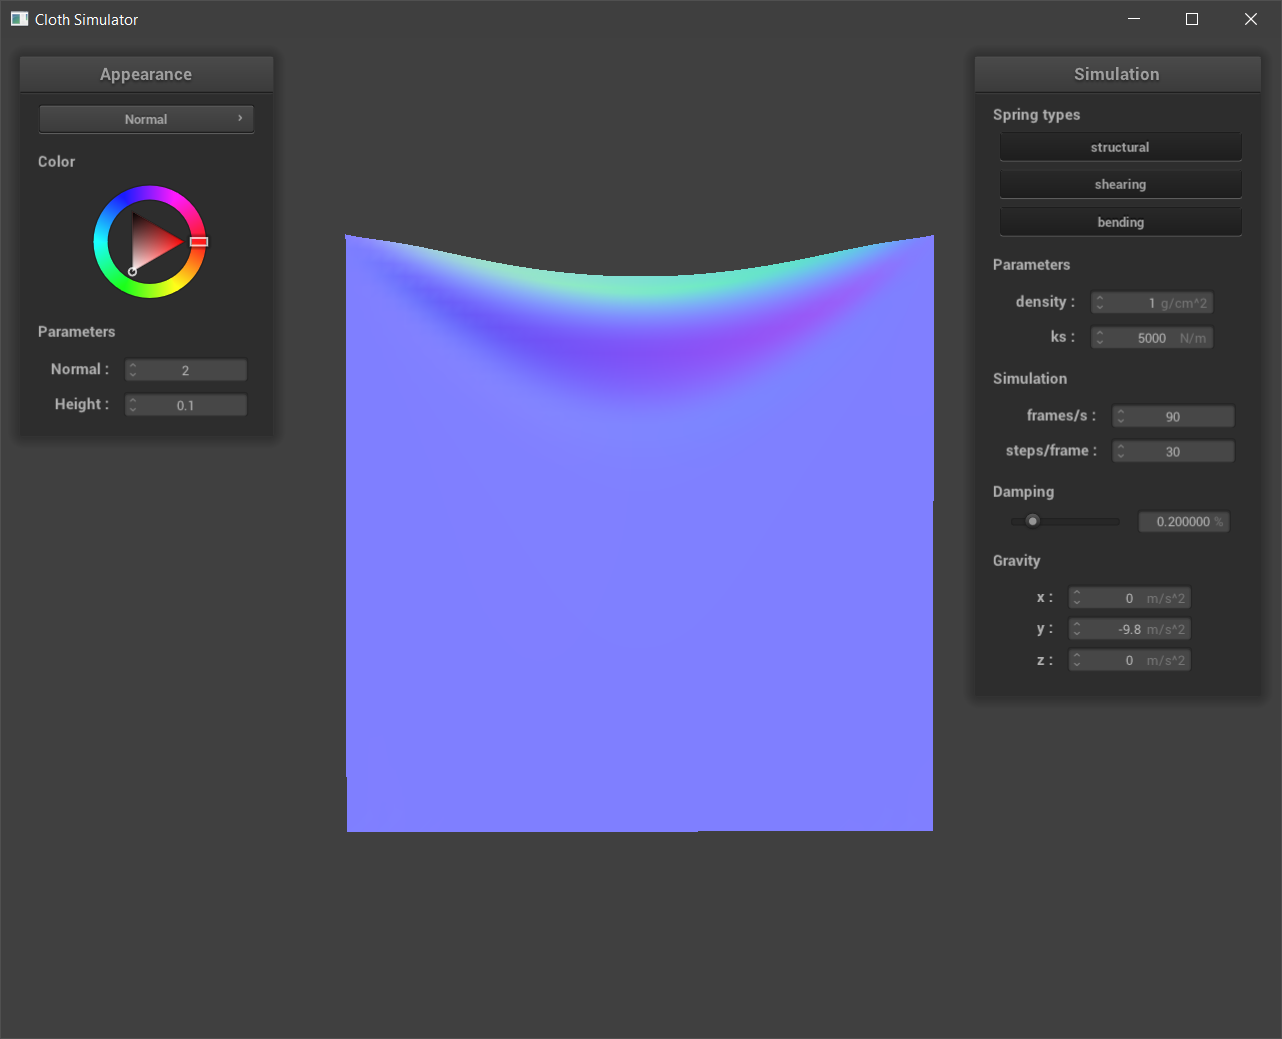 Cloth Simulator
Appearance
Normal
Color
Parameters
Normal : 2
Height : 0.1
Simulation
Spring types
structural
shearing
bending
Parameters
density : 1 g/cm^2
ks : 5000 N/m
Simulation
frames/s : 90
steps/frame : 30
Damping
0.200000 %
Gravity
x : 0 m/s^2
y : -9.8 m/s^2
z : 0 m/s^2